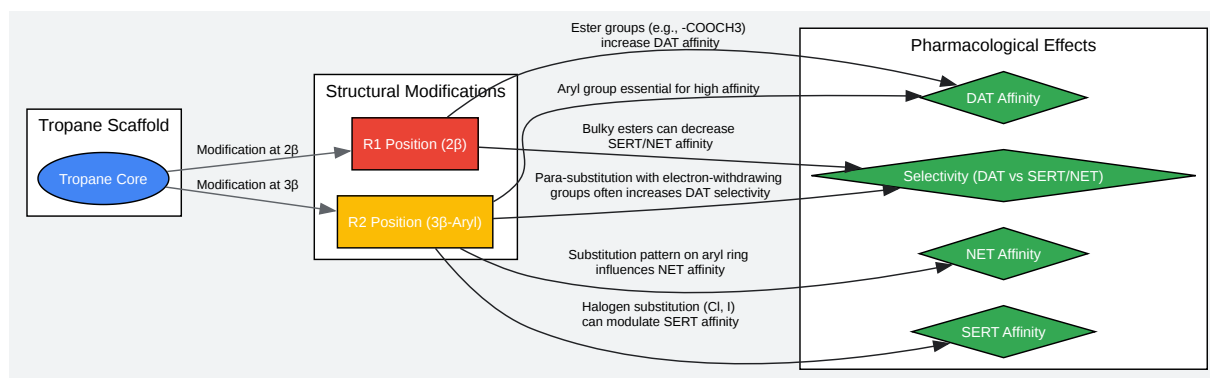 Tropane Scaffold
Tropane Core
Modification at 2β
Modification at 3β
Structural Modifications
R1 Position (2β)
R2 Position (3β-Aryl)
Ester groups (e.g., -COOCH3)
increase DAT affinity
Aryl group essential for high affinity
Bulky esters can decrease
SERT/NET affinity
Para-substitution with electron-withdrawing
groups often increases DAT selectivity
Substitution pattern on aryl ring
influences NET affinity
Halogen substitution (Cl, I)
can modulate SERT affinity
Pharmacological Effects
DAT Affinity
Selectivity (DAT vs SERT/NET)
NET Affinity
SERT Affinity